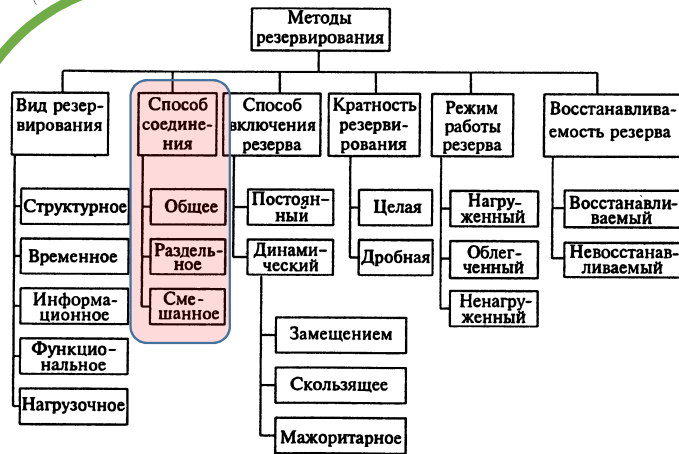 Методы
резервирования
Вид резер-
вирования
Структурное
Временное
Информа-
ционное
Функцио-
нальное
Нагрузочное
Способ
соедине-
ния
Общее
Раздель-
ное
Сме-
шанное
Способ
включения
резерва
Постоян-
ный
Динами-
ческий
Замещением
Скользящее
Мажоритарное
Кратность
резерви-
рования
Целая
Дробная
Режим
работы
резерва
Нагру-
женный
Облег-
ченный
Ненагру-
женный
Восстанавлива-
емость резерва
Восстанавли-
ваемый
Невосстанав-
ливаемый